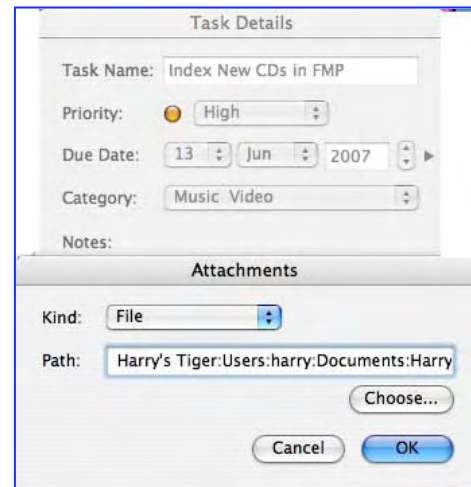 Task Details
Task Name: Index New CDs in FMP
Priority: High
Due Date: 13 Jun 2007
Category: Music Video
Notes:
Attachments
Kind: File
Path: Harry's Tiger:Users:harry:Documents:Harry
Choose...
Cancel OK